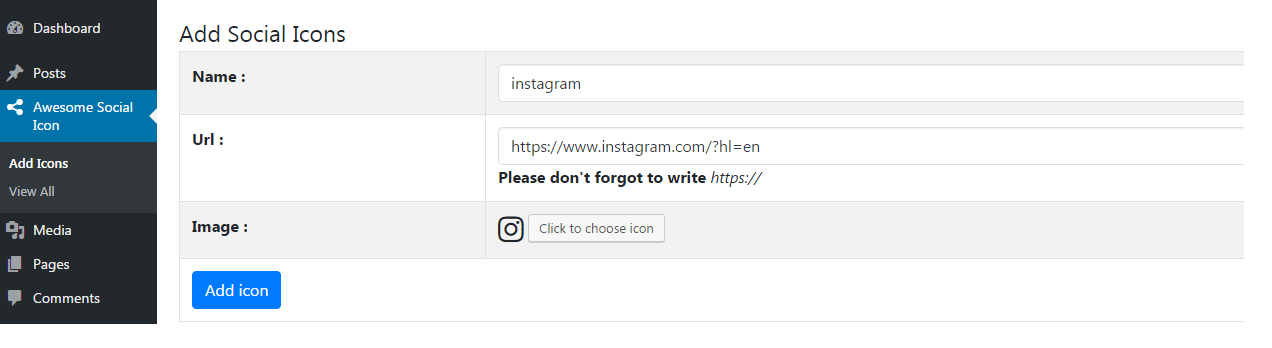 Dashboard
Posts
Awesome Social
Icon
Add Icons
View All
Media
Pages
Comments
Add Social Icons
Name :
instagram
Url :
https://www.instagram.com/?hl=en
Please don't forgot to write https://
Image :
Click to choose icon
Add icon